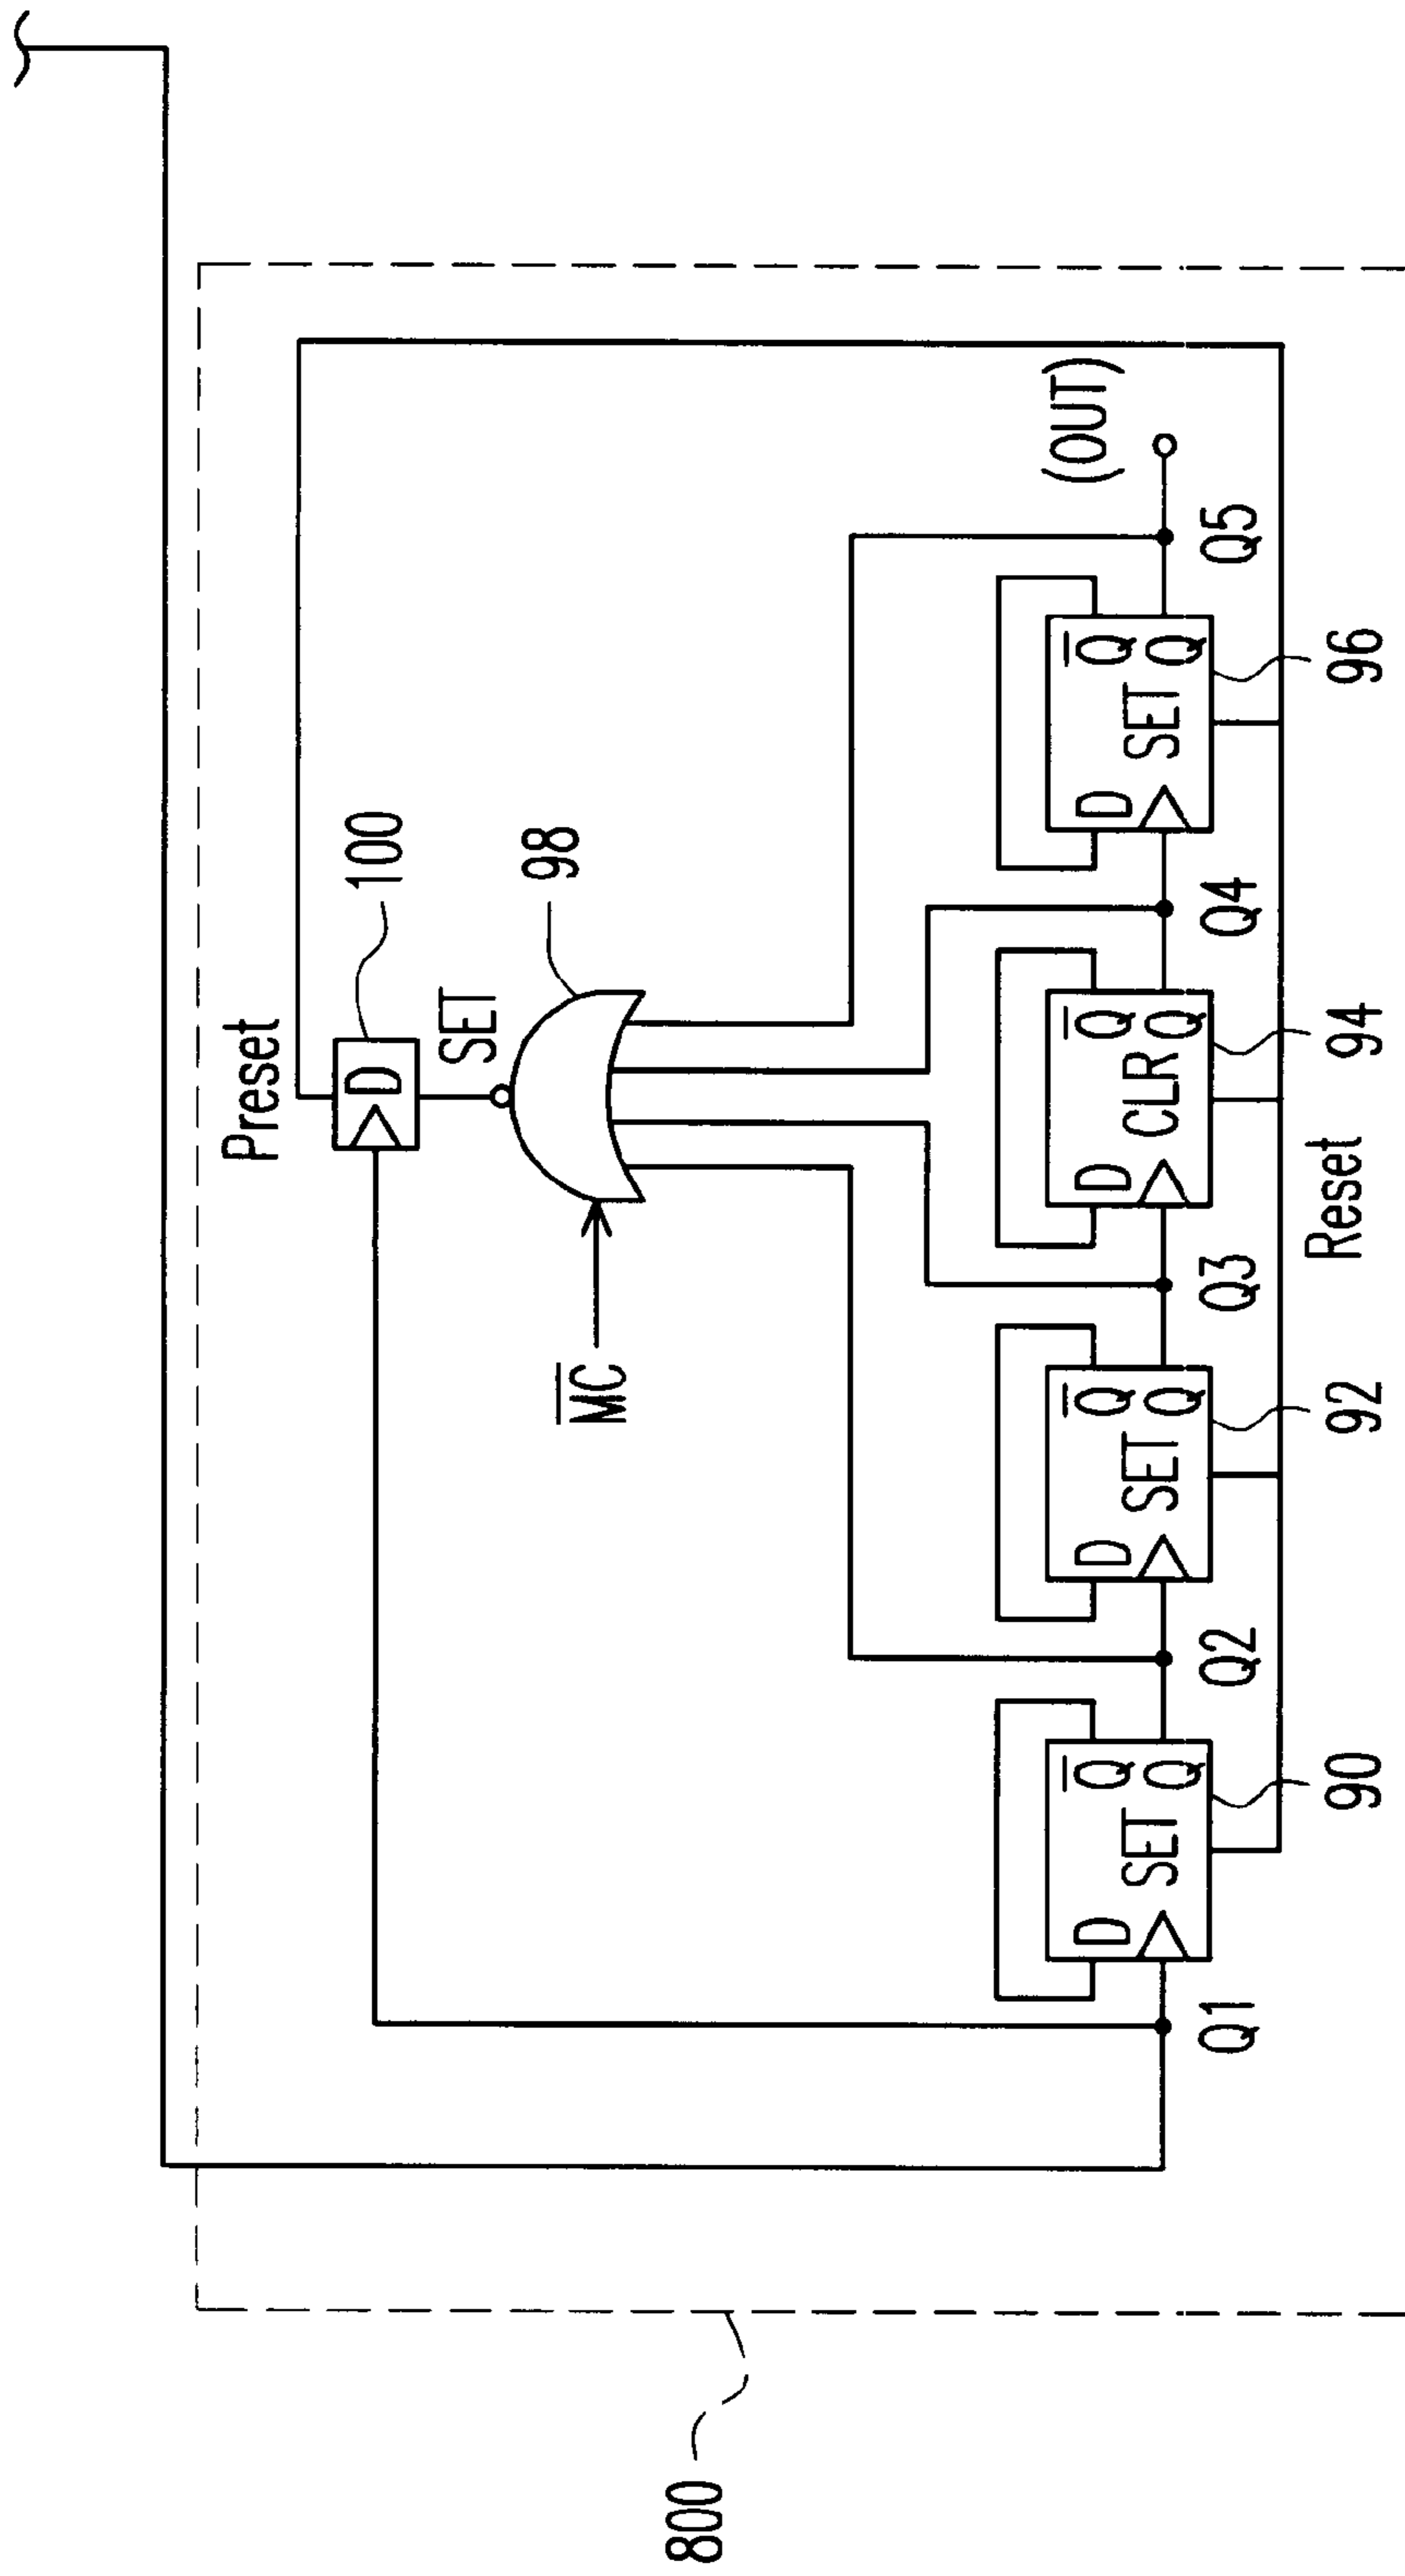 Preset
100
D
SET
98
M̅C̅
800
(OUT)
D Q̅ D Q̅ D Q̅ D Q̅
SET Q SET Q CLR Q SET Q
Q1 Q2 Q3 Q4 Q5
Reset
90 92 94 96